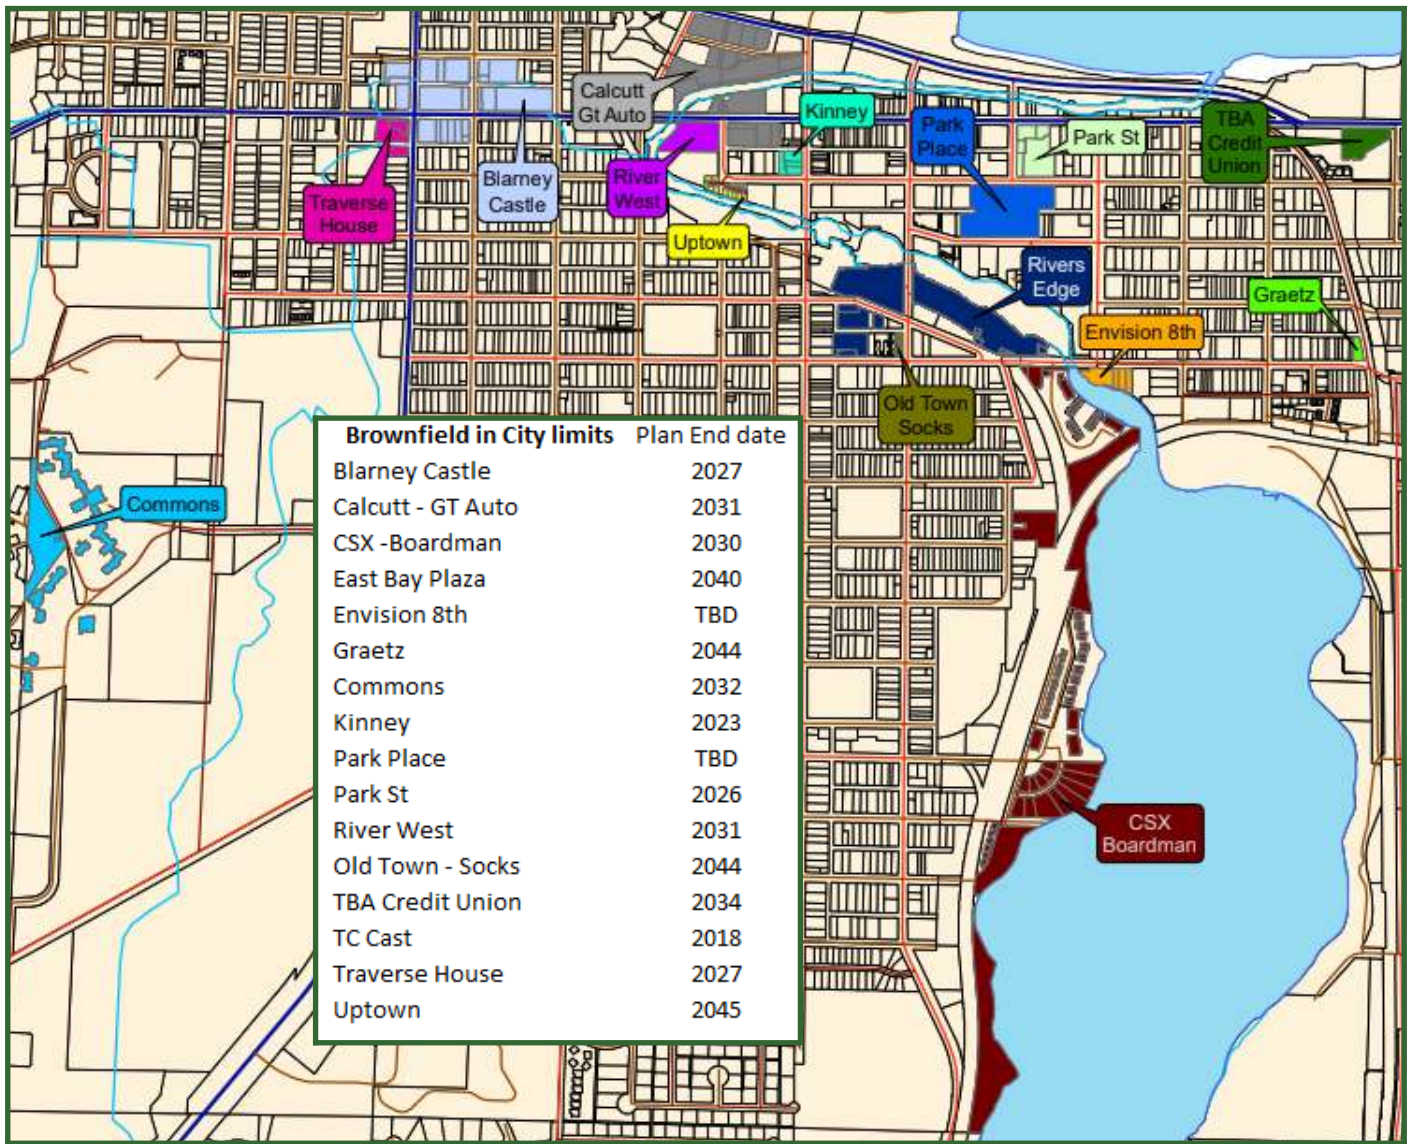 Calcutt
Gt Auto
Kinney
Park
Place
Park St
TBA
Credit
Union
Traverse
House
Blarney
Castle
River
West
Uptown
Rivers
Edge
Graetz
Envision 8th
Old Town
Socks
Commons
CSX
Boardman
Brownfield in City limits Plan End date
Blarney Castle 2027
Calcutt - GT Auto 2031
CSX -Boardman 2030
East Bay Plaza 2040
Envision 8th TBD
Graetz 2044
Commons 2032
Kinney 2023
Park Place TBD
Park St 2026
River West 2031
Old Town - Socks 2044
TBA Credit Union 2034
TC Cast 2018
Traverse House 2027
Uptown 2045